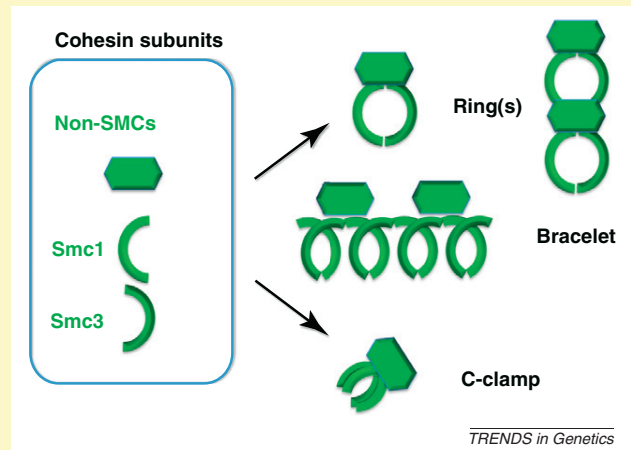 Cohesin subunits
Non-SMCs
Smc1
Smc3
Ring(s)
Bracelet
C-clamp
TRENDS in Genetics